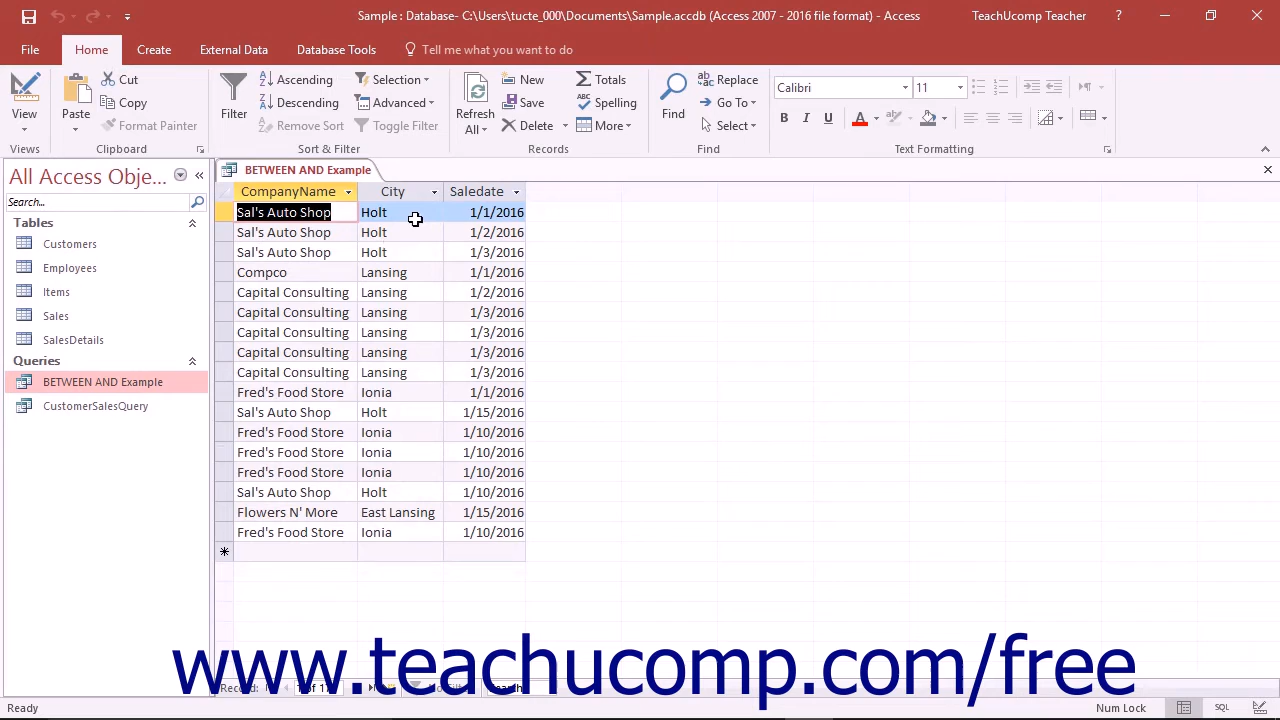 Sample : Database- C:\Users\tucte_000\Documents\Sample.accdb (Access 2007 - 2016 file format) - Access
TeachUcomp Teacher
File Home Create External Data Database Tools Tell me what you want to do
View
Views
Paste
Cut
Copy
Format Painter
Clipboard
Filter
Ascending
Descending
Remove Sort
Selection
Advanced
Toggle Filter
Sort & Filter
Refresh
All
New
Save
Delete
Totals
Spelling
More
Records
Find
Replace
Go To
Select
Find
Calibri 11
B I U A
Text Formatting
All Access Obje...
Search...
Tables
Customers
Employees
Items
Sales
SalesDetails
Queries
BETWEEN AND Example
CustomerSalesQuery
BETWEEN AND Example
CompanyName City Saledate
Sal's Auto Shop Holt 1/1/2016
Sal's Auto Shop Holt 1/2/2016
Sal's Auto Shop Holt 1/3/2016
Compco Lansing 1/1/2016
Capital Consulting Lansing 1/2/2016
Capital Consulting Lansing 1/3/2016
Capital Consulting Lansing 1/3/2016
Capital Consulting Lansing 1/3/2016
Capital Consulting Lansing 1/3/2016
Fred's Food Store Ionia 1/1/2016
Sal's Auto Shop Holt 1/15/2016
Fred's Food Store Ionia 1/10/2016
Fred's Food Store Ionia 1/10/2016
Fred's Food Store Ionia 1/10/2016
Sal's Auto Shop Holt 1/10/2016
Flowers N' More East Lansing 1/15/2016
Fred's Food Store Ionia 1/10/2016
www.teachucomp.com/free
Record:
Ready
Num Lock
SQL